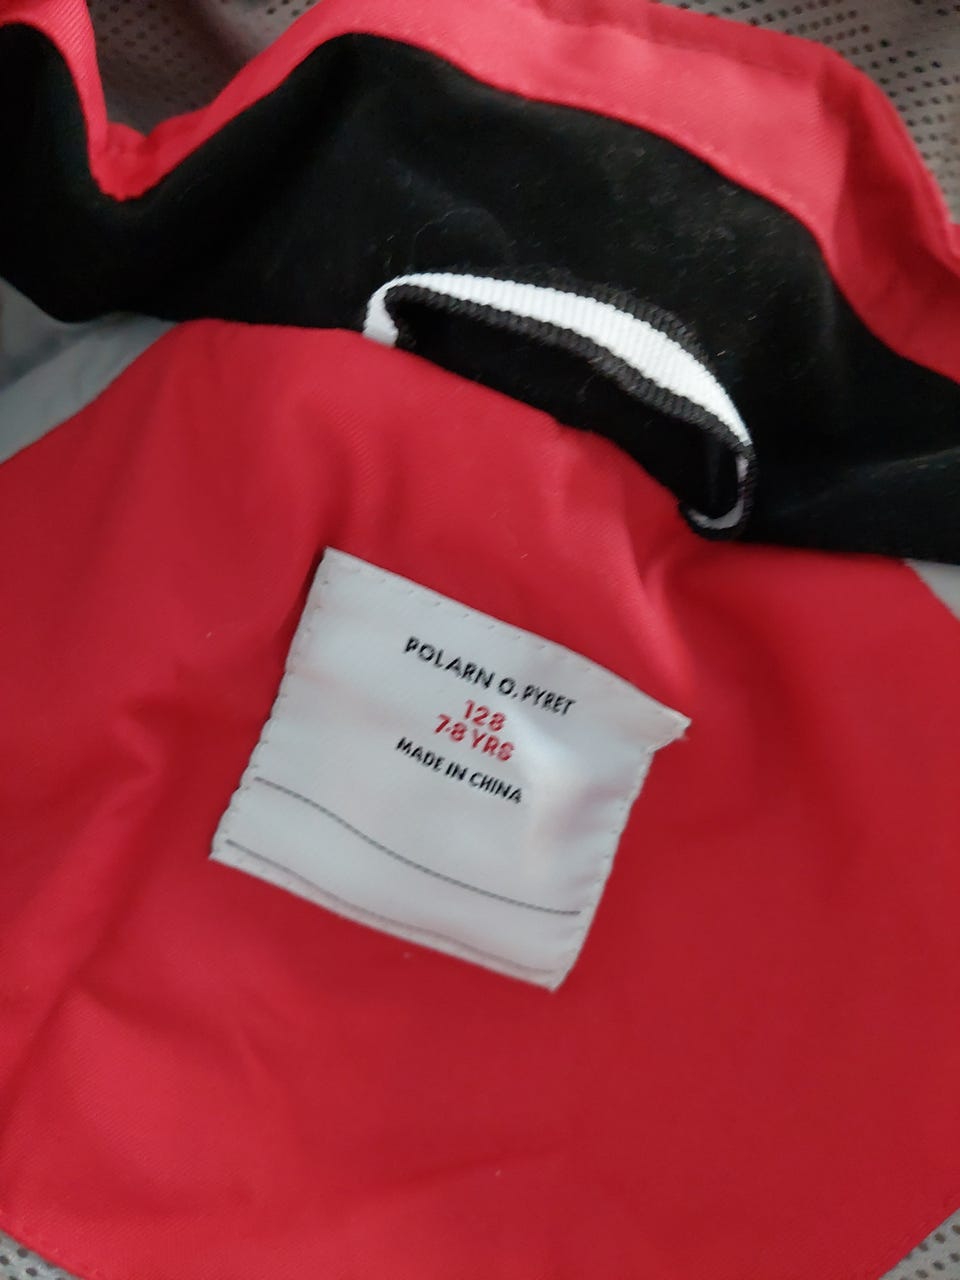 POLARN O. PYRET
128
7-8 YRS
MADE IN CHINA